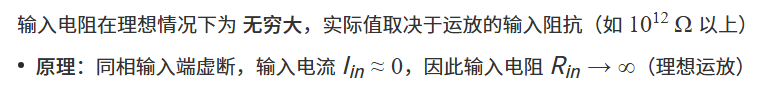 输入电阻在理想情况下为 无穷大，实际值取决于运放的输入阻抗（如 10¹² Ω 以上）
• 原理：同相输入端虚断，输入电流 Iᵢₙ ≈ 0，因此输入电阻 Rᵢₙ → ∞（理想运放）